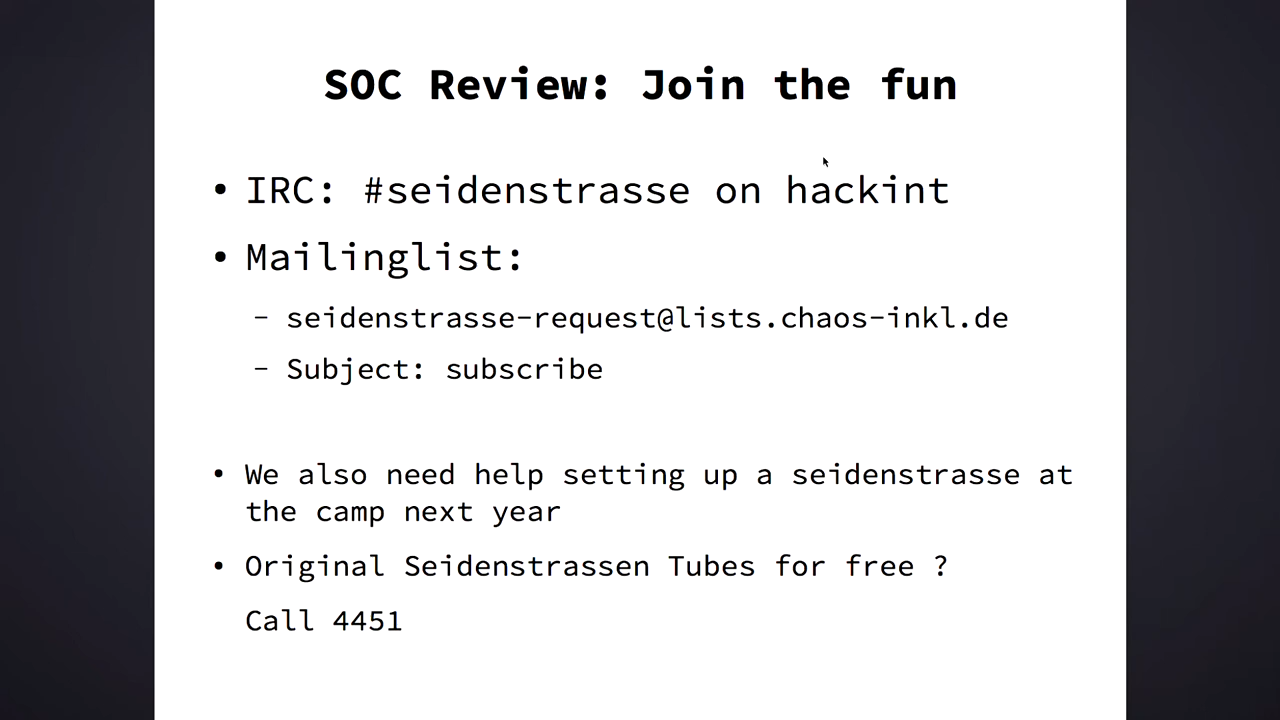 SOC Review: Join the fun
• IRC: #seidenstrasse on hackint
• Mailinglist:
– seidenstrasse-request@lists.chaos-inkl.de
– Subject: subscribe
• We also need help setting up a seidenstrasse at
the camp next year
• Original Seidenstrassen Tubes for free ?
Call 4451